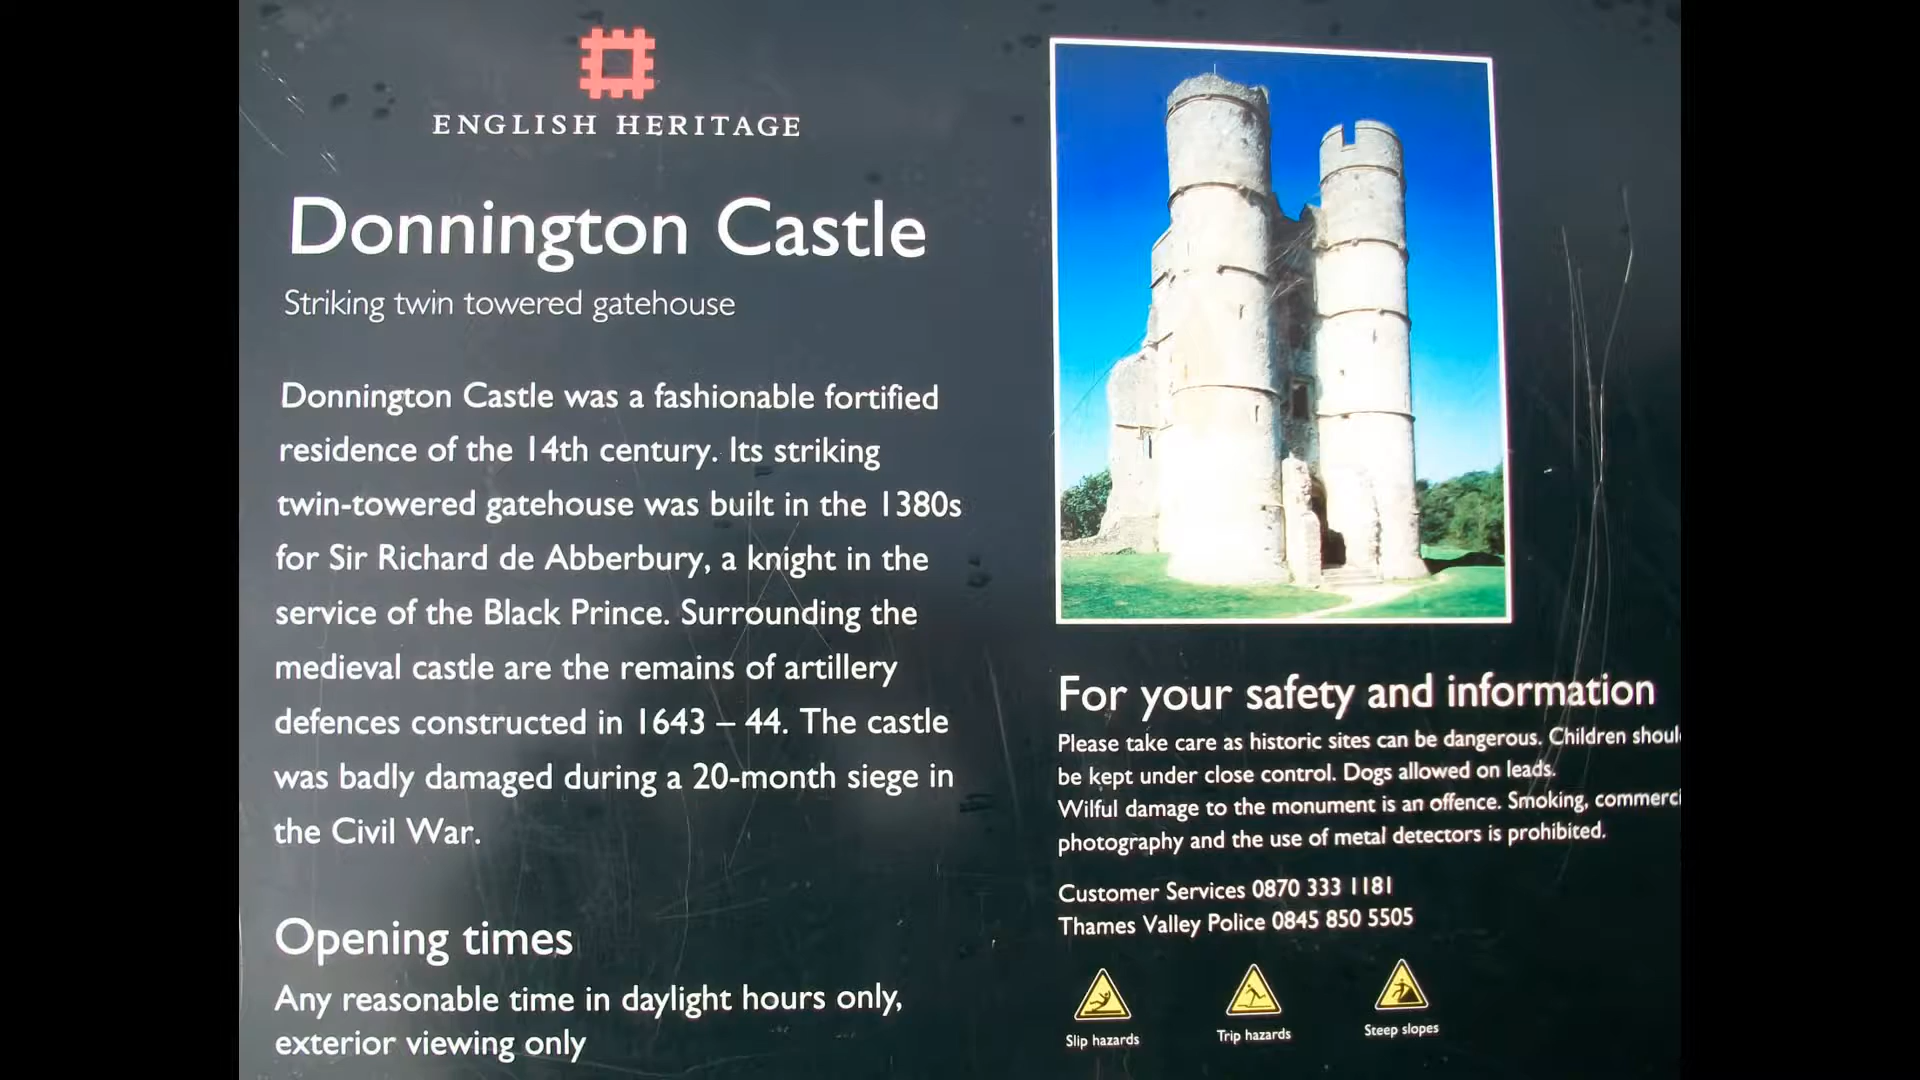 ENGLISH HERITAGE
Donnington Castle
Striking twin towered gatehouse
Donnington Castle was a fashionable fortified
residence of the 14th century. Its striking
twin-towered gatehouse was built in the 1380s
for Sir Richard de Abberbury, a knight in the
service of the Black Prince. Surrounding the
medieval castle are the remains of artillery
defences constructed in 1643 – 44. The castle
was badly damaged during a 20-month siege in
the Civil War.
Opening times
Any reasonable time in daylight hours only,
exterior viewing only
For your safety and information
Please take care as historic sites can be dangerous. Children shoul
be kept under close control. Dogs allowed on leads.
Wilful damage to the monument is an offence. Smoking, commerci
photography and the use of metal detectors is prohibited.
Customer Services 0870 333 1181
Thames Valley Police 0845 850 5505
Slip hazards
Trip hazards
Steep slopes